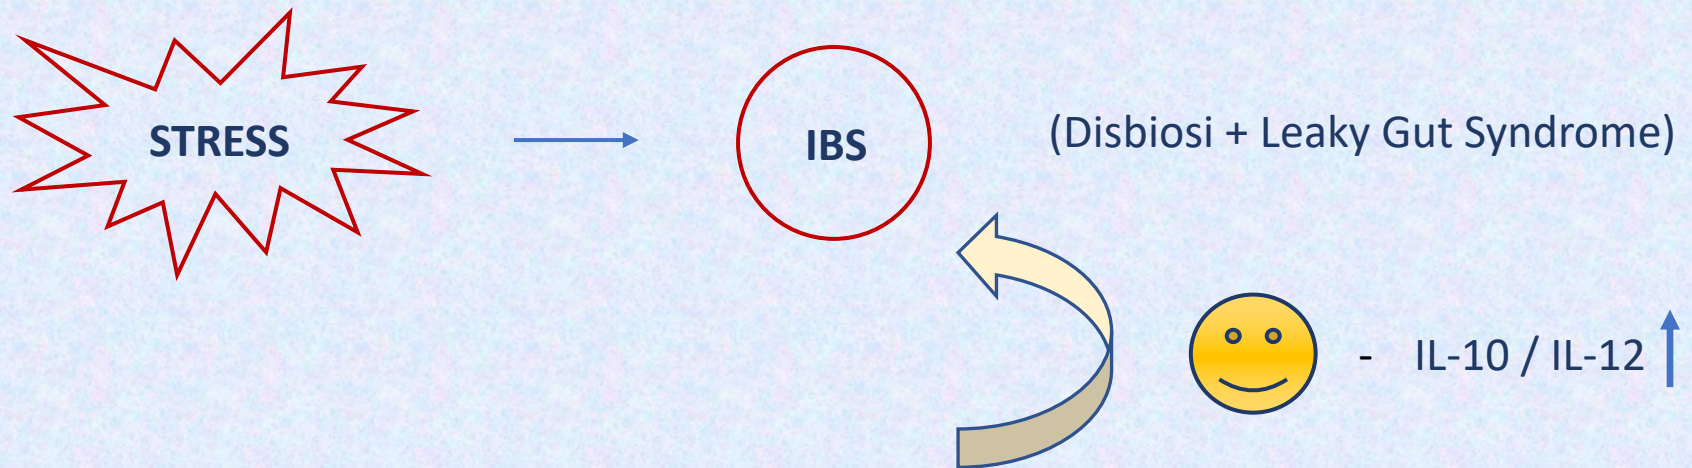 STRESS
IBS
(Disbiosi + Leaky Gut Syndrome)
- IL-10 / IL-12